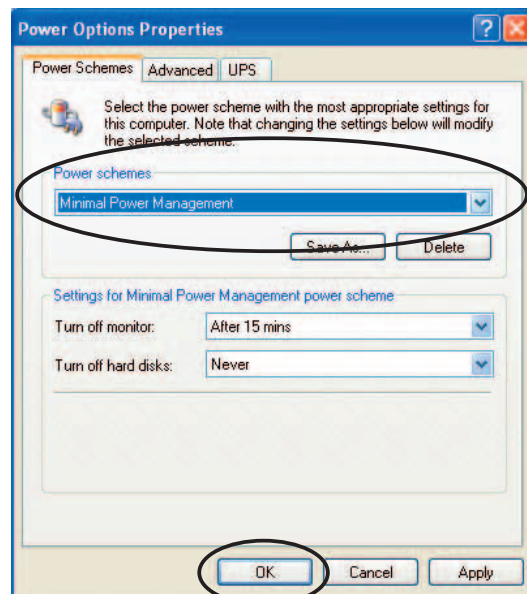 Power Options Properties
Power Schemes Advanced UPS
Select the power scheme with the most appropriate settings for
this computer. Note that changing the settings below will modify
the selected scheme.
Power schemes
Minimal Power Management
Save As... Delete
Settings for Minimal Power Management power scheme
Turn off monitor: After 15 mins
Turn off hard disks: Never
OK Cancel Apply